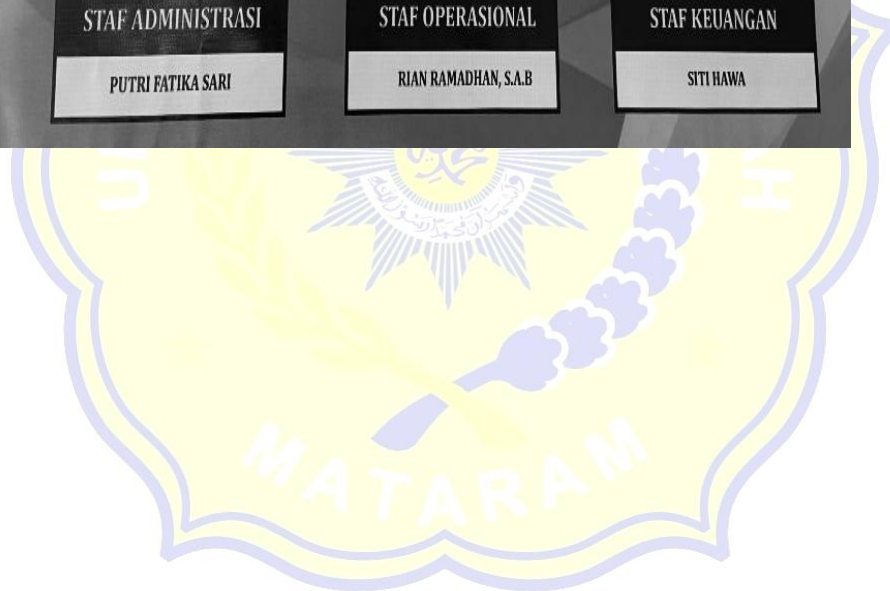 STAF ADMINISTRASI
STAF OPERASIONAL
STAF KEUANGAN
PUTRI FATIKA SARI
RIAN RAMADHAN, S.A.B
SITI HAWA
MATARAM